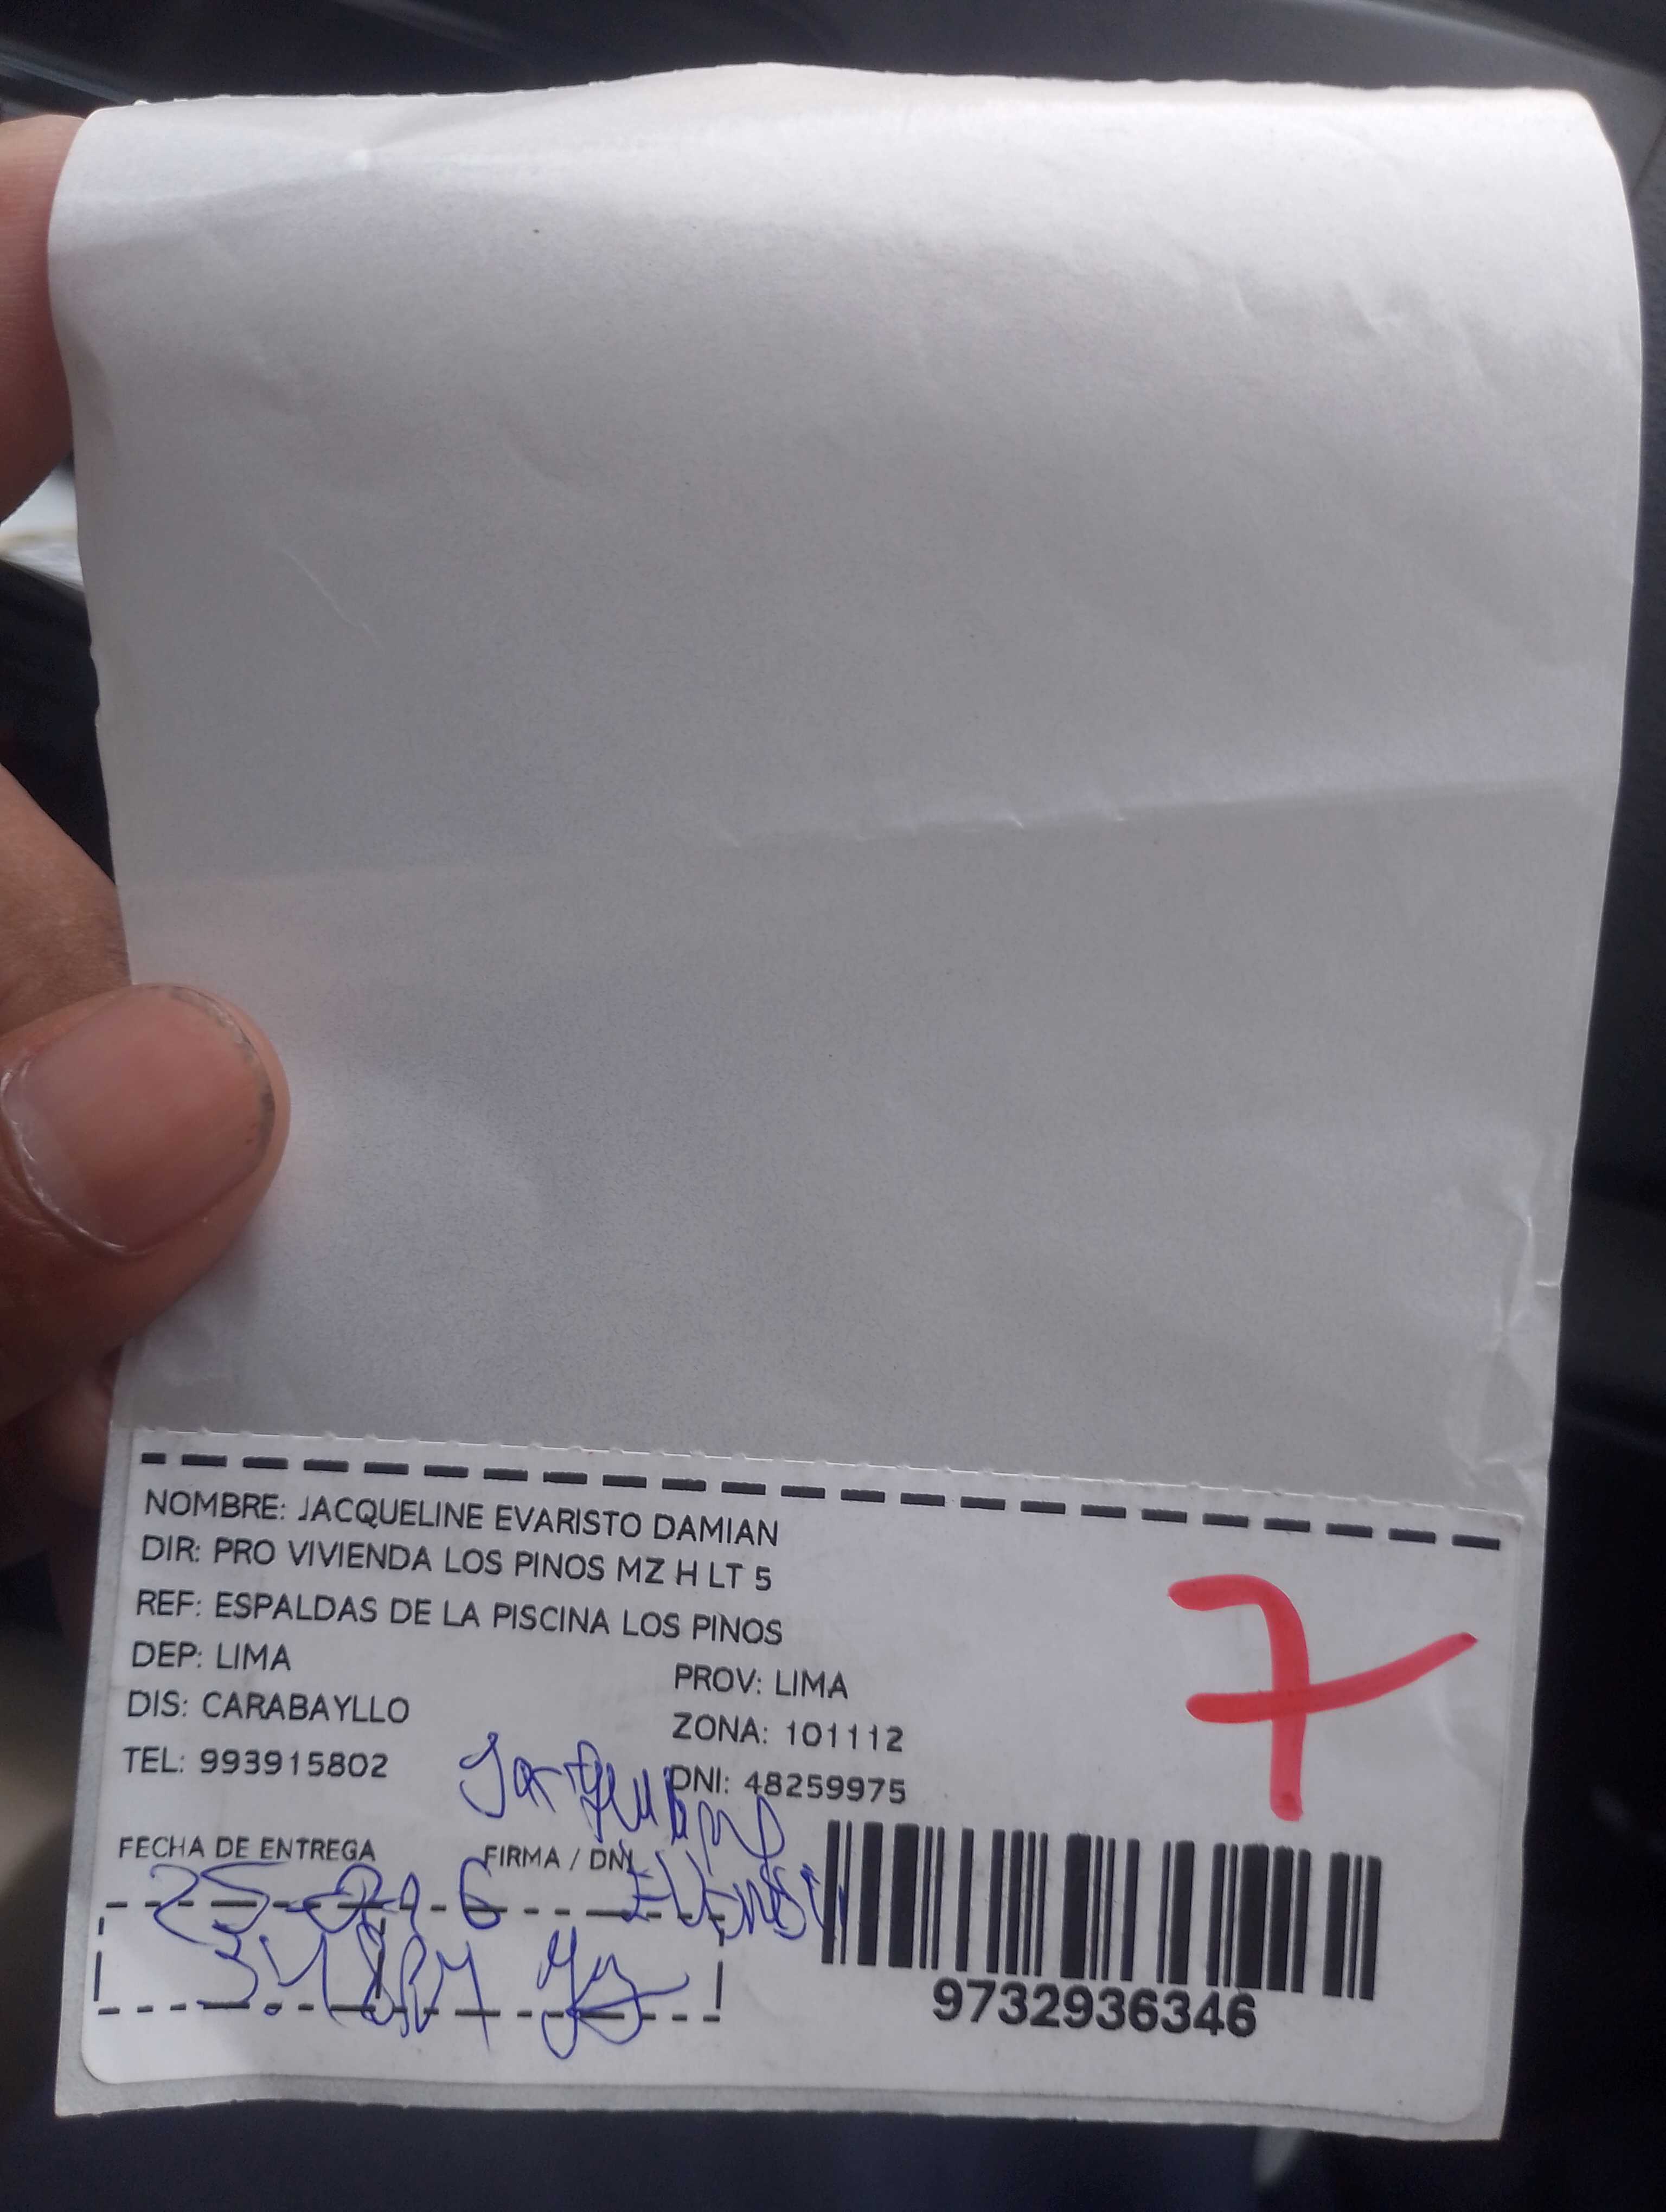 NOMBRE: JACQUELINE EVARISTO DAMIAN
DIR: PRO VIVIENDA LOS PINOS MZ H LT 5
REF: ESPALDAS DE LA PISCINA LOS PINOS
DEP: LIMA
PROV: LIMA
DIS: CARABAYLLO
ZONA: 101112
TEL: 993915802
DNI: 48259975
7
FECHA DE ENTREGA
FIRMA / DNI
9732936346